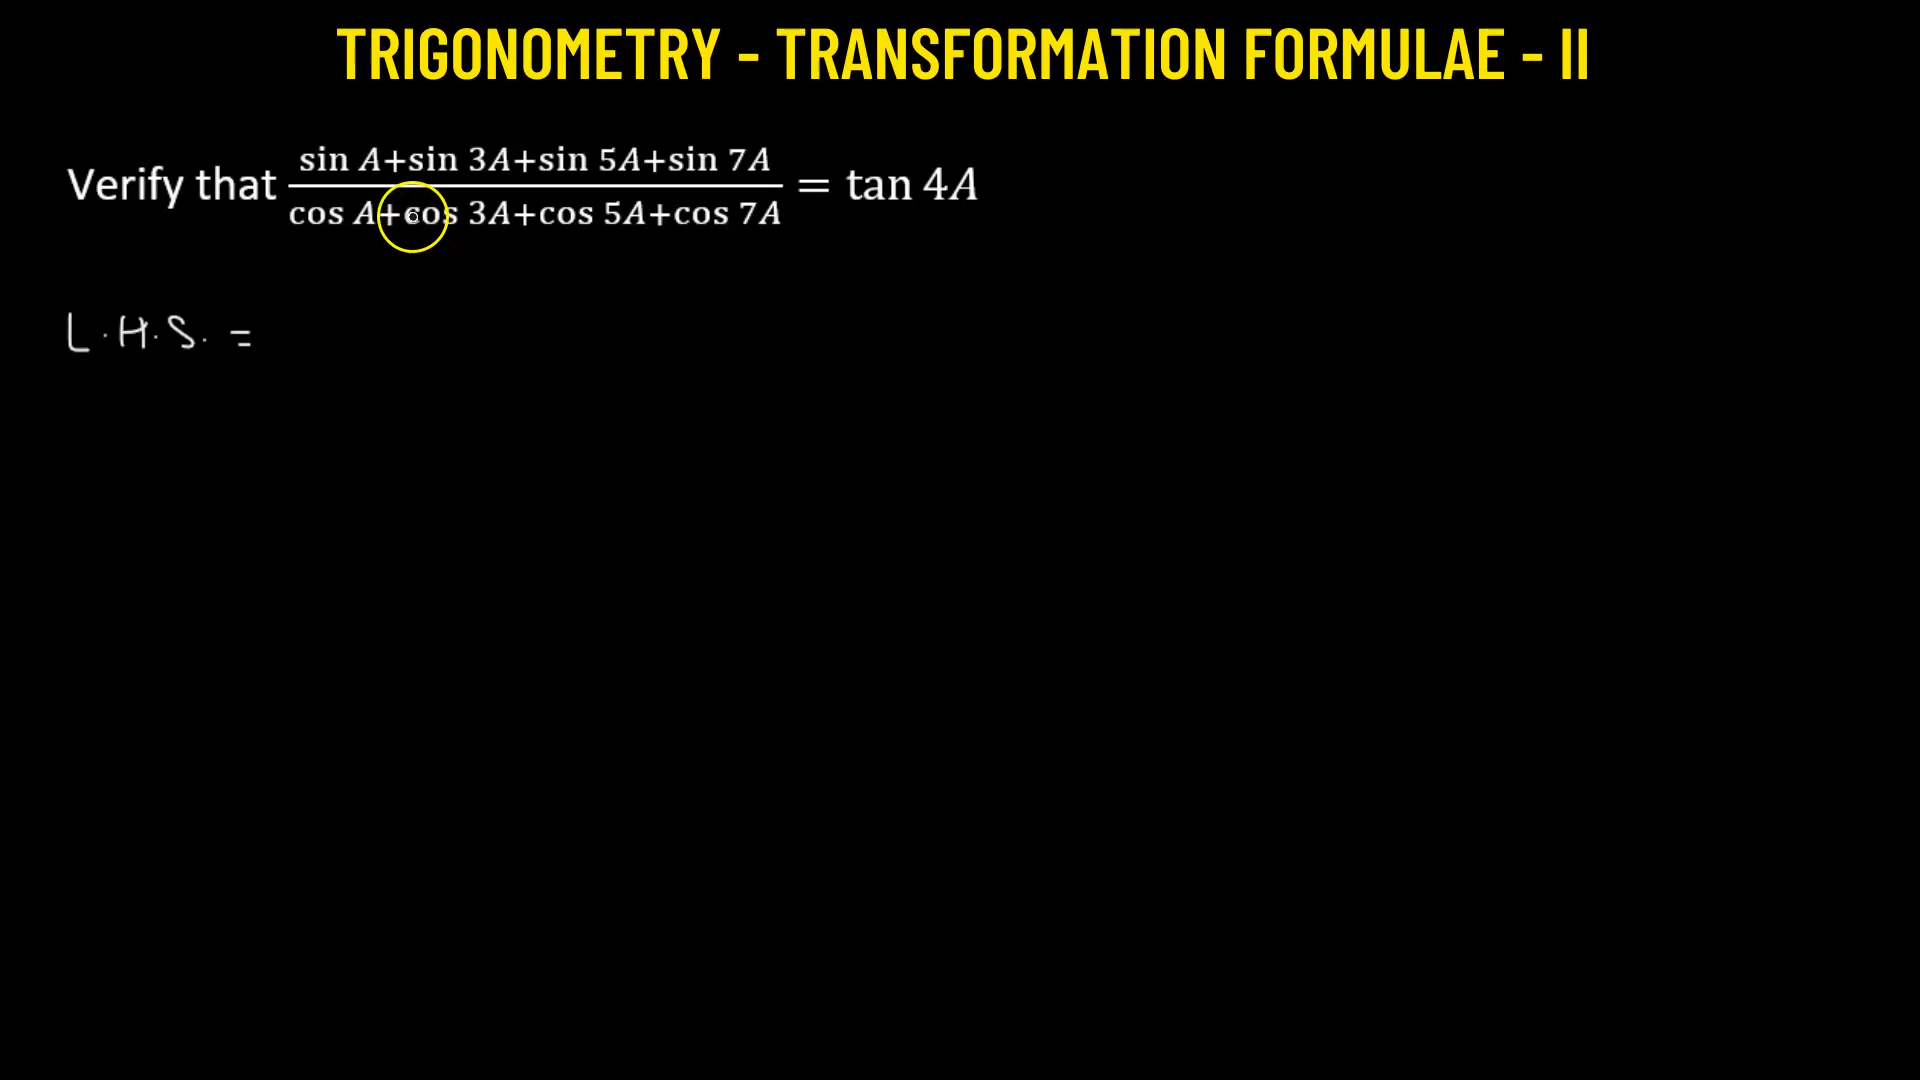 TRIGONOMETRY - TRANSFORMATION FORMULAE - II
Verify that \frac{\sin A+\sin 3A+\sin 5A+\sin 7A}{\cos A+\cos 3A+\cos 5A+\cos 7A} = \tan 4A
L.H.S. =